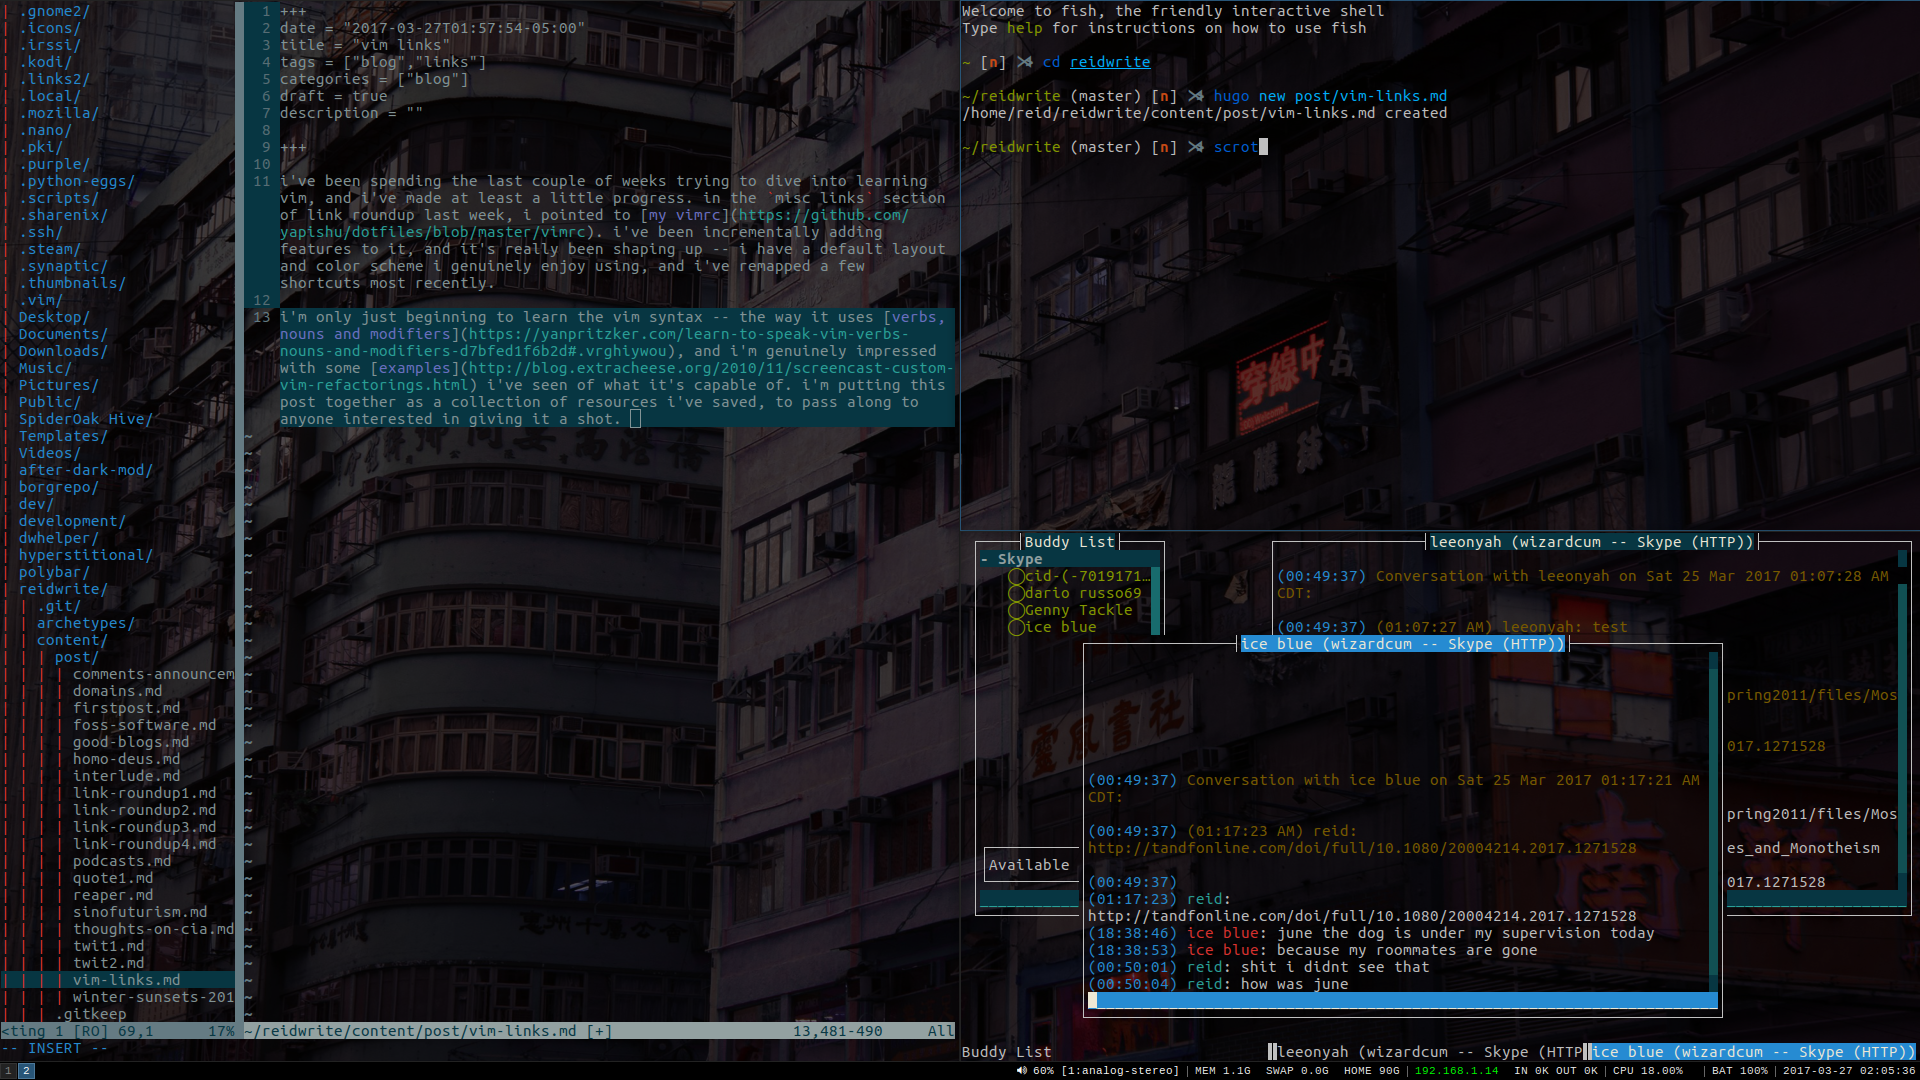 .gnome2/
.icons/
.irssi/
.kodi/
.links2/
.local/
.mozilla/
.nano/
.pki/
.purple/
.python-eggs/
.scripts/
.sharenix/
.ssh/
.steam/
.synaptic/
.thumbnails/
.vim/
Desktop/
Documents/
Downloads/
Music/
Pictures/
Public/
SpiderOak Hive/
Templates/
Videos/
after-dark-mod/
borgrepo/
dev/
development/
dwhelper/
hyperstitional/
polybar/
reidwrite/
.git/
archetypes/
content/
post/
comments-announcem
domains.md
firstpost.md
foss-software.md
good-blogs.md
homo-deus.md
interlude.md
link-roundup1.md
link-roundup2.md
link-roundup3.md
link-roundup4.md
podcasts.md
quote1.md
reaper.md
sinofuturism.md
thoughts-on-cia.md
twit1.md
twit2.md
vim-links.md
winter-sunsets-201
.gitkeep
<ting 1 [RO] 69,1 17%
-- INSERT --
1 +++
2 date = "2017-03-27T01:57:54-05:00"
3 title = "vim links"
4 tags = ["blog","links"]
5 categories = ["blog"]
6 draft = true
7 description = ""
8
9 +++
10
11 i've been spending the last couple of weeks trying to dive into learning
vim, and i've made at least a little progress. in the `misc links` section
of link roundup last week, i pointed to [my vimrc](https://github.com/
yapishu/dotfiles/blob/master/vimrc). i've been incrementally adding
features to it, and it's really been shaping up -- i have a default layout
and color scheme i genuinely enjoy using, and i've remapped a few
shortcuts most recently.
12
13 i'm only just beginning to learn the vim syntax -- the way it uses [verbs,
nouns and modifiers](https://yanpritzker.com/learn-to-speak-vim-verbs-
nouns-and-modifiers-d7bfed1f6b2d#.vrghiywou), and i'm genuinely impressed
with some [examples](http://blog.extracheese.org/2010/11/screencast-custom-
vim-refactorings.html) i've seen of what it's capable of. i'm putting this
post together as a collection of resources i've saved, to pass along to
anyone interested in giving it a shot.
~/reidwrite/content/post/vim-links.md [+] 13,481-490 All
Welcome to fish, the friendly interactive shell
Type help for instructions on how to use fish
~ [n] ⋊ cd reidwrite
~/reidwrite (master) [n] ⋊ hugo new post/vim-links.md
/home/reid/reidwrite/content/post/vim-links.md created
~/reidwrite (master) [n] ⋊ scrot
Buddy List
- Skype
cid-(-7019171…
dario russo69
Genny Tackle
ice blue
Available
leeonyah (wizardcum -- Skype (HTTP))
(00:49:37) Conversation with leeonyah on Sat 25 Mar 2017 01:07:28 AM
CDT:
(00:49:37) (01:07:27 AM) leeonyah: test
pring2011/files/Mos
017.1271528
pring2011/files/Mos
es_and_Monotheism
017.1271528
ice blue (wizardcum -- Skype (HTTP))
(00:49:37) Conversation with ice blue on Sat 25 Mar 2017 01:17:21 AM
CDT:
(00:49:37) (01:17:23 AM) reid:
http://tandfonline.com/doi/full/10.1080/20004214.2017.1271528
(00:49:37)
(01:17:23) reid:
http://tandfonline.com/doi/full/10.1080/20004214.2017.1271528
(18:38:46) ice blue: june the dog is under my supervision today
(18:38:53) ice blue: because my roommates are gone
(00:50:01) reid: shit i didnt see that
(00:50:04) reid: how was june
Buddy List leeonyah (wizardcum -- Skype (HTTP ice blue (wizardcum -- Skype (HTTP))
1 2 60% [1:analog-stereo] | MEM 1.1G SWAP 0.0G HOME 90G | 192.168.1.14 IN 0K OUT 0K | CPU 18.00% | BAT 100% | 2017-03-27 02:05:36